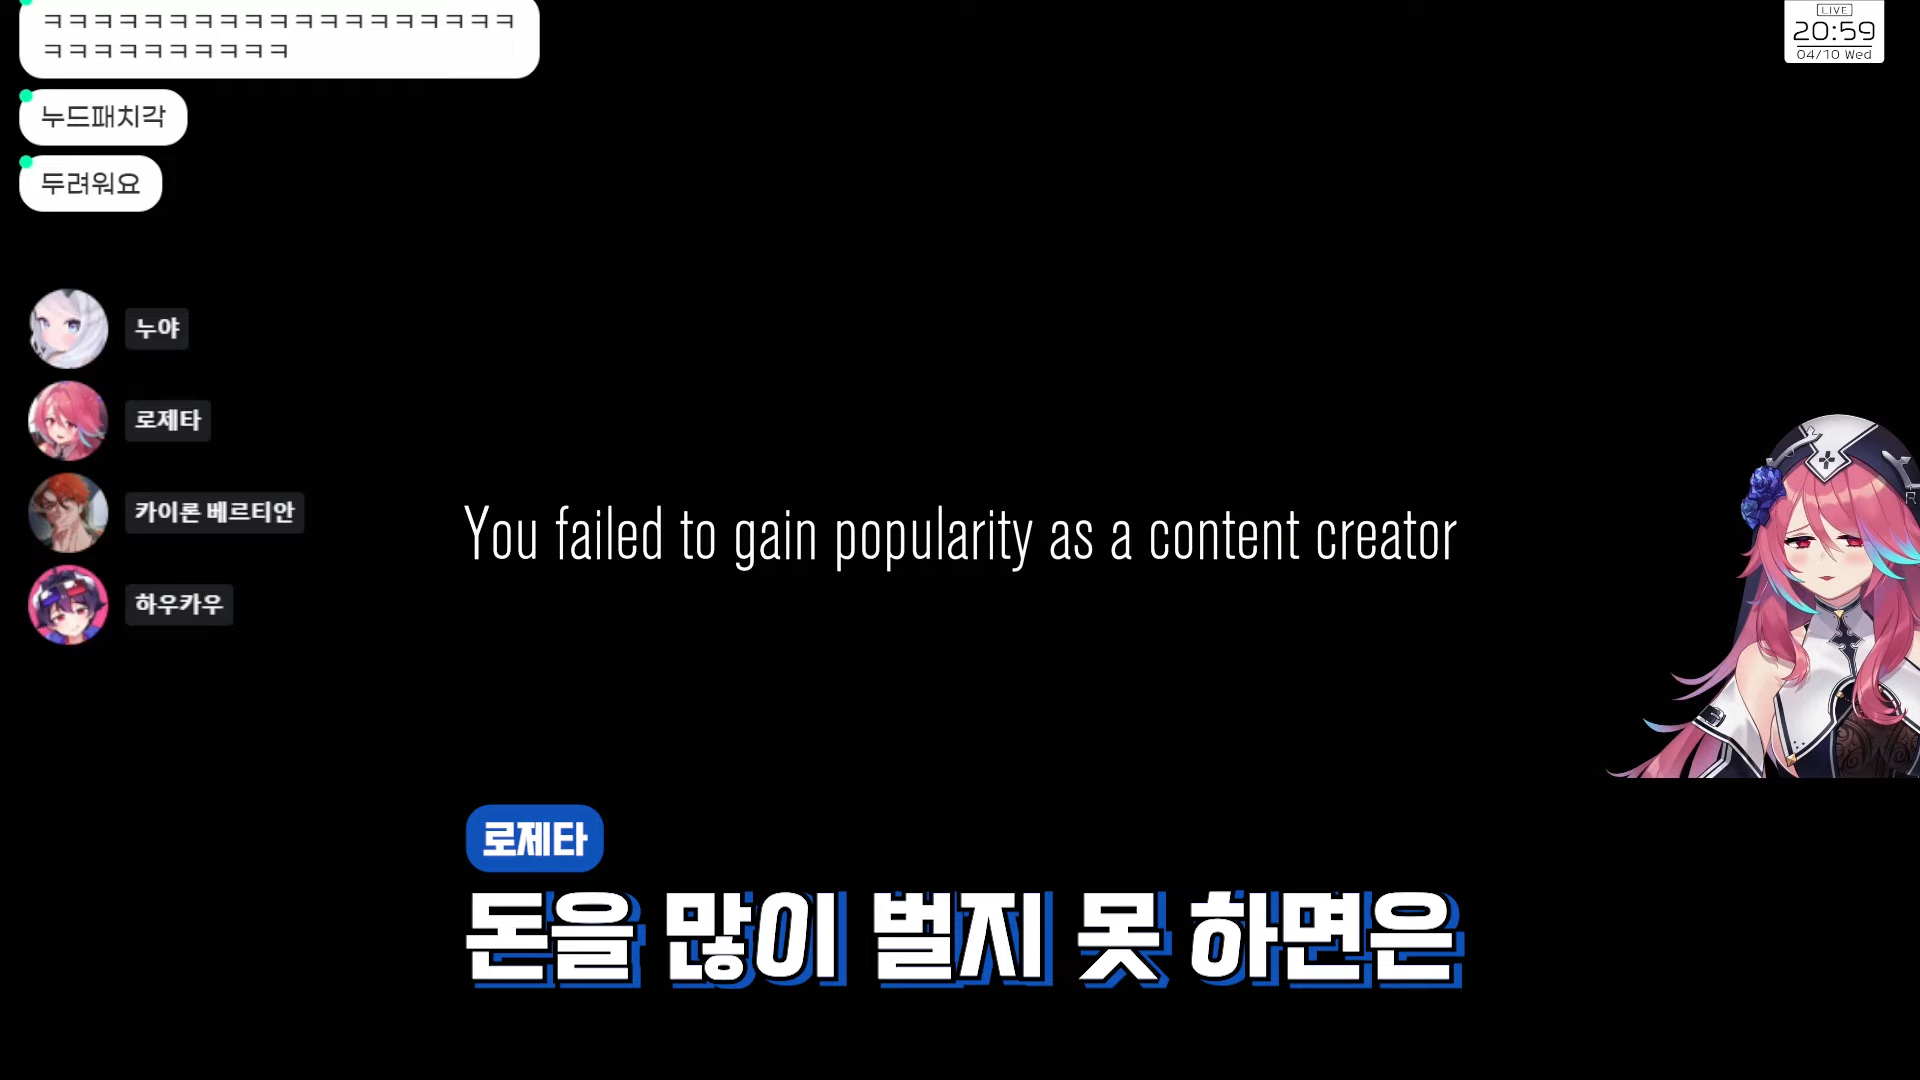 ㅋㅋㅋㅋㅋㅋㅋㅋㅋㅋㅋㅋㅋㅋㅋㅋㅋㅋㅋ
ㅋㅋㅋㅋㅋㅋㅋㅋㅋㅋ
누드패치각
두려워요
LIVE
20:59
04/10 Wed
누야
로제타
카이론 베르티안
하우카우
You failed to gain popularity as a content creator
로제타
돈을 많이 벌지 못 하면은